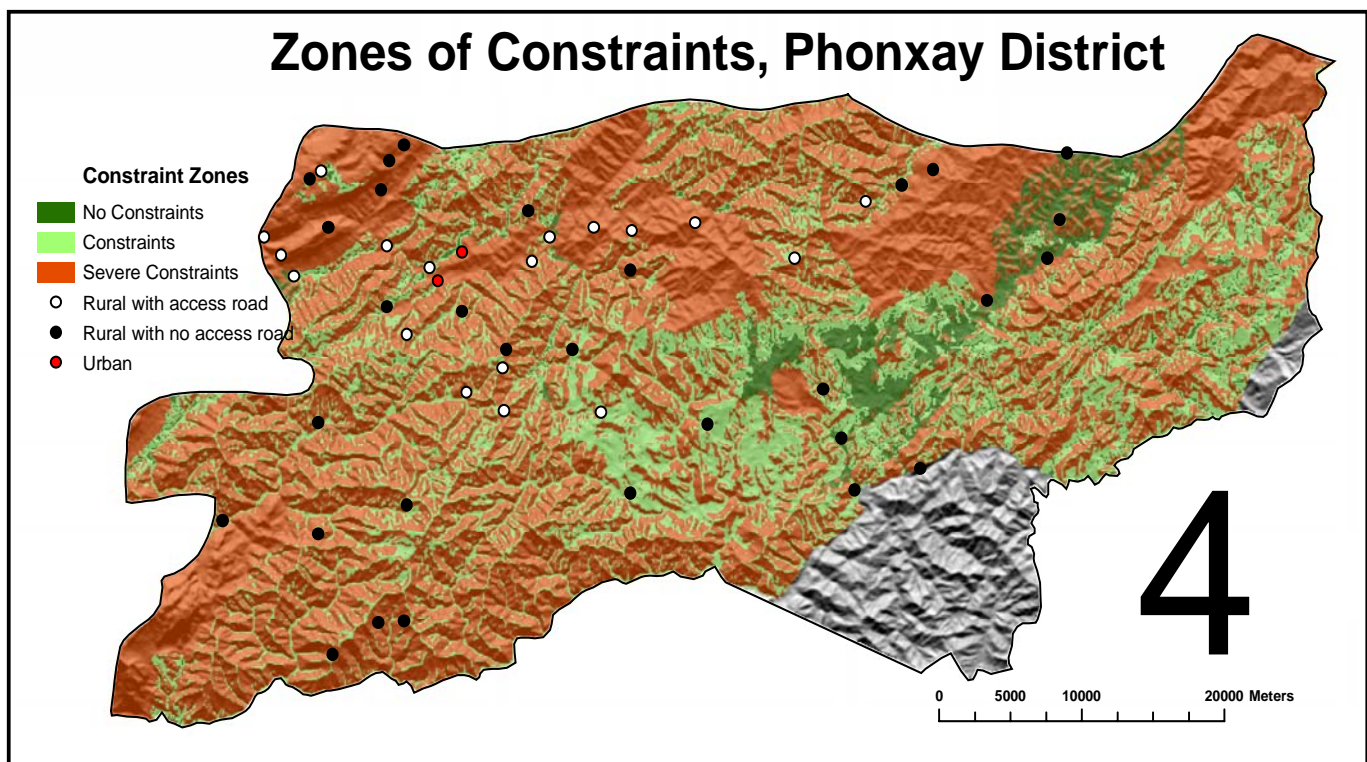 Zones of Constraints, Phonxay District
Constraint Zones
No Constraints
Constraints
Severe Constraints
Rural with access road
Rural with no access road
Urban
4
0 5000 10000 20000 Meters